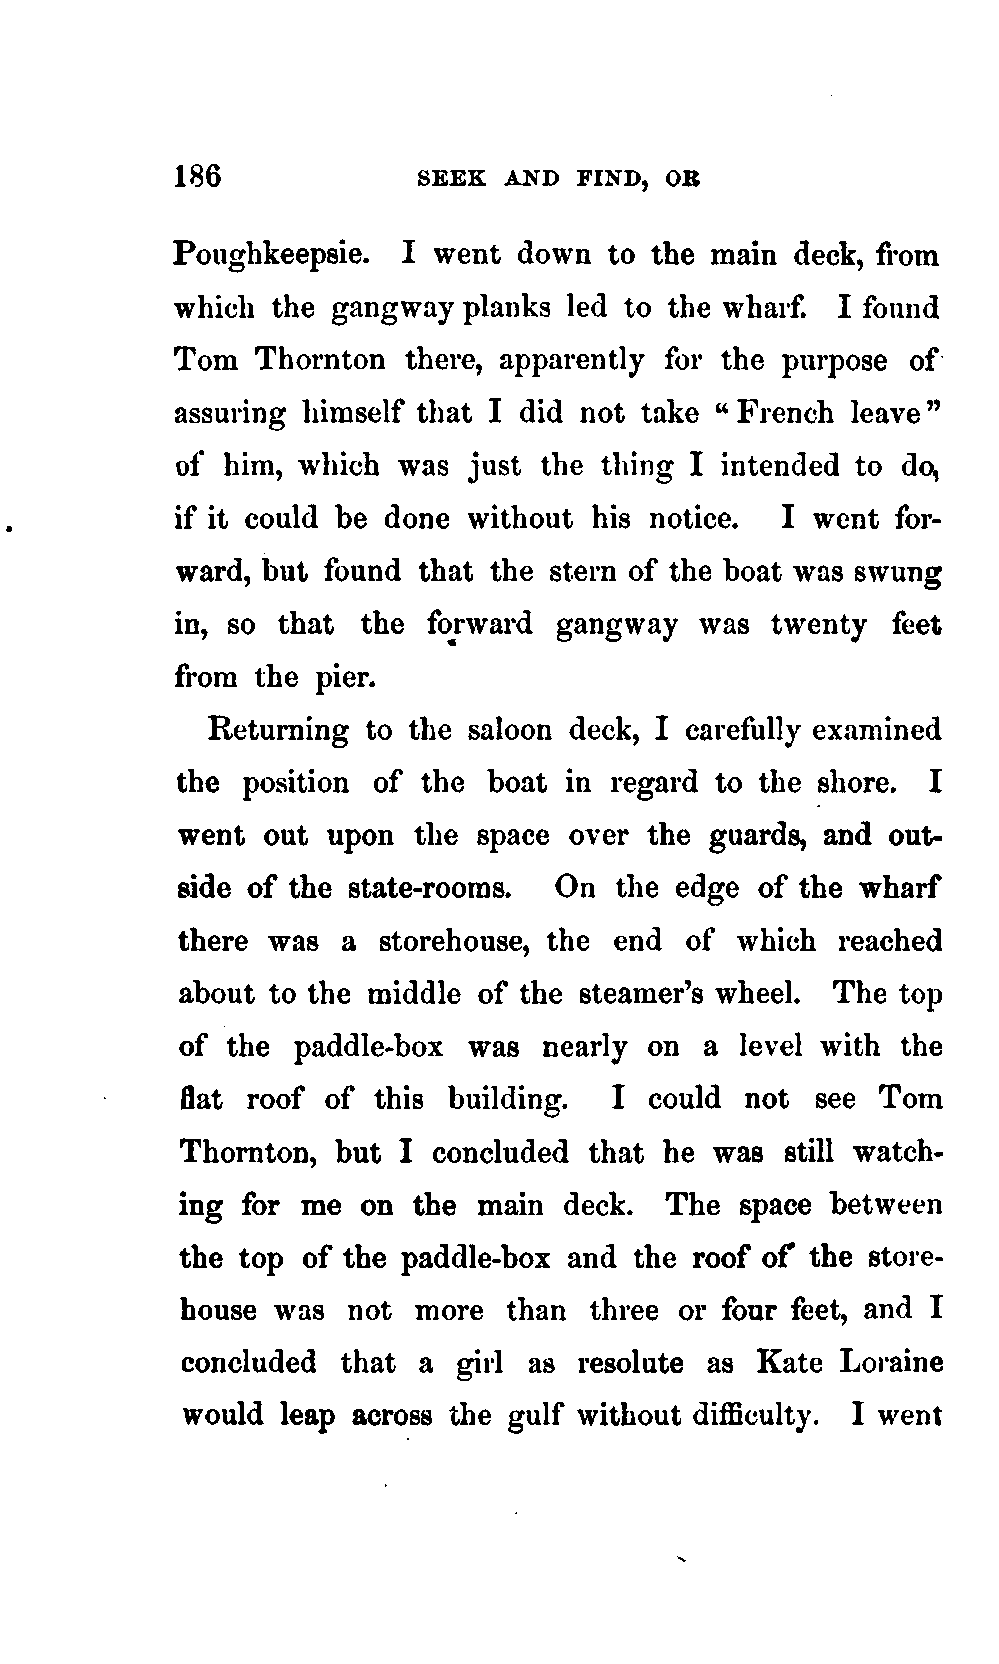 186 SEEK AND FIND, OR
Poughkeepsie. I went down to the main deck, from
which the gangway planks led to the wharf. I found
Tom Thornton there, apparently for the purpose of
assuring himself that I did not take “French leave”
of him, which was just the thing I intended to do,
if it could be done without his notice. I went for-
ward, but found that the stern of the boat was swung
in, so that the forward gangway was twenty feet
from the pier.
Returning to the saloon deck, I carefully examined
the position of the boat in regard to the shore. I
went out upon the space over the guards, and out-
side of the state-rooms. On the edge of the wharf
there was a storehouse, the end of which reached
about to the middle of the steamer’s wheel. The top
of the paddle-box was nearly on a level with the
flat roof of this building. I could not see Tom
Thornton, but I concluded that he was still watch-
ing for me on the main deck. The space between
the top of the paddle-box and the roof of the store-
house was not more than three or four feet, and I
concluded that a girl as resolute as Kate Loraine
would leap across the gulf without difficulty. I went